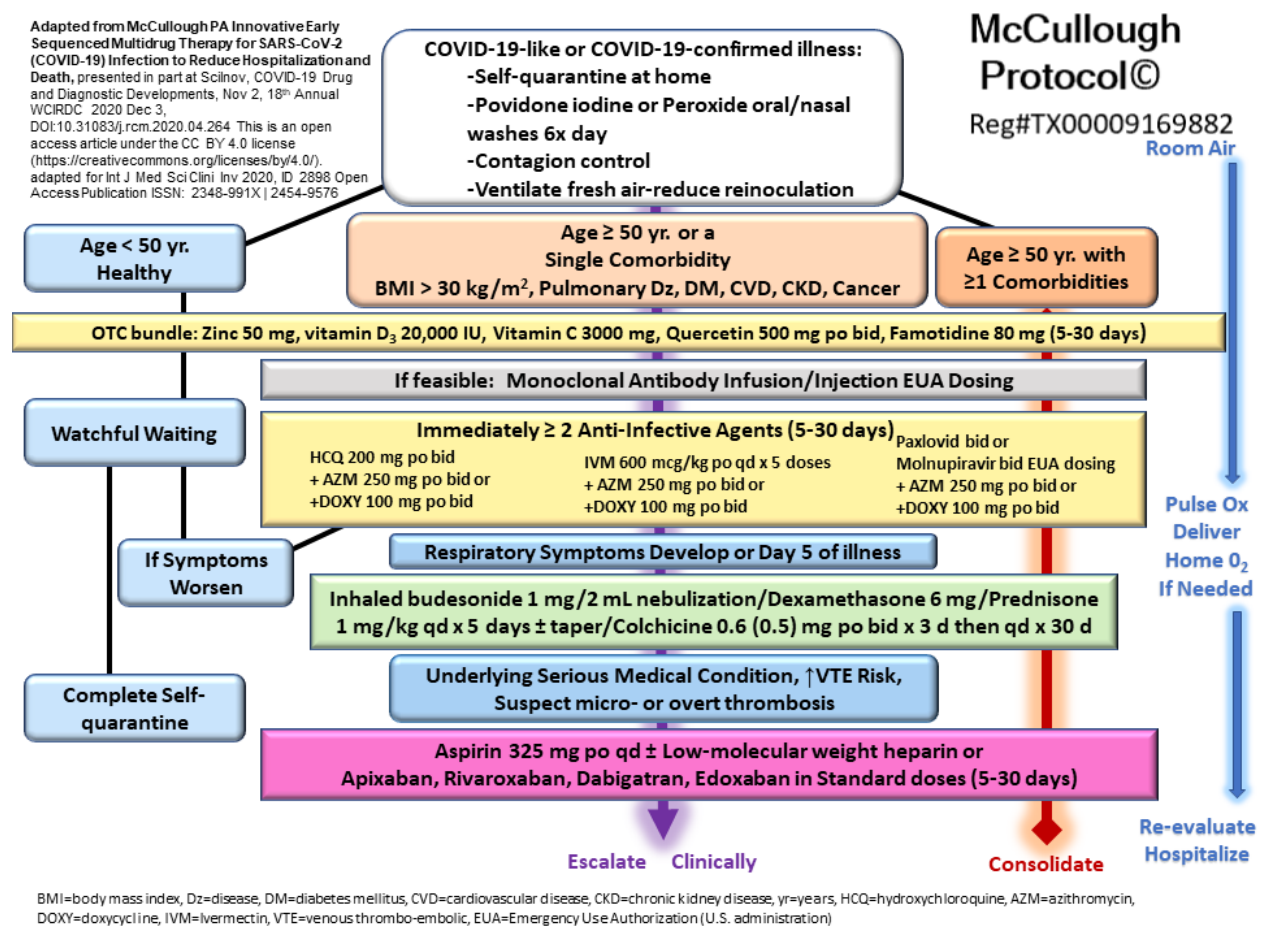 Adapted from McCullough PA Innovative Early
Sequenced Multidrug Therapy for SARS-CoV-2
(COVID-19) Infection to Reduce Hospitalization and
Death, presented in part at SciInov, COVID-19 Drug
and Diagnostic Developments, Nov 2, 18th Annual
WCIRDC 2020 Dec 3,
DOI:10.31083/j.rcm.2020.04.264 This is an open
access article under the CC BY 4.0 license
(https://creativecommons.org/licenses/by/4.0/).
adapted for Int J Med Sci Clini Inv 2020, ID 2898 Open
Access Publication ISSN: 2348-991X | 2454-9576
McCullough
Protocol©
Reg#TX00009169882
COVID-19-like or COVID-19-confirmed illness:
-Self-quarantine at home
-Povidone iodine or Peroxide oral/nasal
washes 6x day
-Contagion control
-Ventilate fresh air-reduce reinoculation
Room Air
Age < 50 yr.
Healthy
Age ≥ 50 yr. or a
Single Comorbidity
BMI > 30 kg/m², Pulmonary Dz, DM, CVD, CKD, Cancer
Age ≥ 50 yr. with
≥1 Comorbidities
OTC bundle: Zinc 50 mg, vitamin D₃ 20,000 IU, Vitamin C 3000 mg, Quercetin 500 mg po bid, Famotidine 80 mg (5-30 days)
If feasible: Monoclonal Antibody Infusion/Injection EUA Dosing
Watchful Waiting
Immediately ≥ 2 Anti-Infective Agents (5-30 days)
HCQ 200 mg po bid
+ AZM 250 mg po bid or
+DOXY 100 mg po bid
IVM 600 mcg/kg po qd x 5 doses
+ AZM 250 mg po bid or
+DOXY 100 mg po bid
Paxlovid bid or
Molnupiravir bid EUA dosing
+ AZM 250 mg po bid or
+DOXY 100 mg po bid
Pulse Ox
Deliver
Home 0₂
If Needed
If Symptoms
Worsen
Respiratory Symptoms Develop or Day 5 of illness
Inhaled budesonide 1 mg/2 mL nebulization/Dexamethasone 6 mg/Prednisone
1 mg/kg qd x 5 days ± taper/Colchicine 0.6 (0.5) mg po bid x 3 d then qd x 30 d
Underlying Serious Medical Condition, ↑VTE Risk,
Suspect micro- or overt thrombosis
Complete Self-
quarantine
Aspirin 325 mg po qd ± Low-molecular weight heparin or
Apixaban, Rivaroxaban, Dabigatran, Edoxaban in Standard doses (5-30 days)
Escalate Clinically
Consolidate
Re-evaluate
Hospitalize
BMI=body mass index, Dz=disease, DM=diabetes mellitus, CVD=cardiovascular disease, CKD=chronic kidney disease, yr=years, HCQ=hydroxychloroquine, AZM=azithromycin,
DOXY=doxycycline, IVM=Ivermectin, VTE=venous thrombo-embolic, EUA=Emergency Use Authorization (U.S. administration)